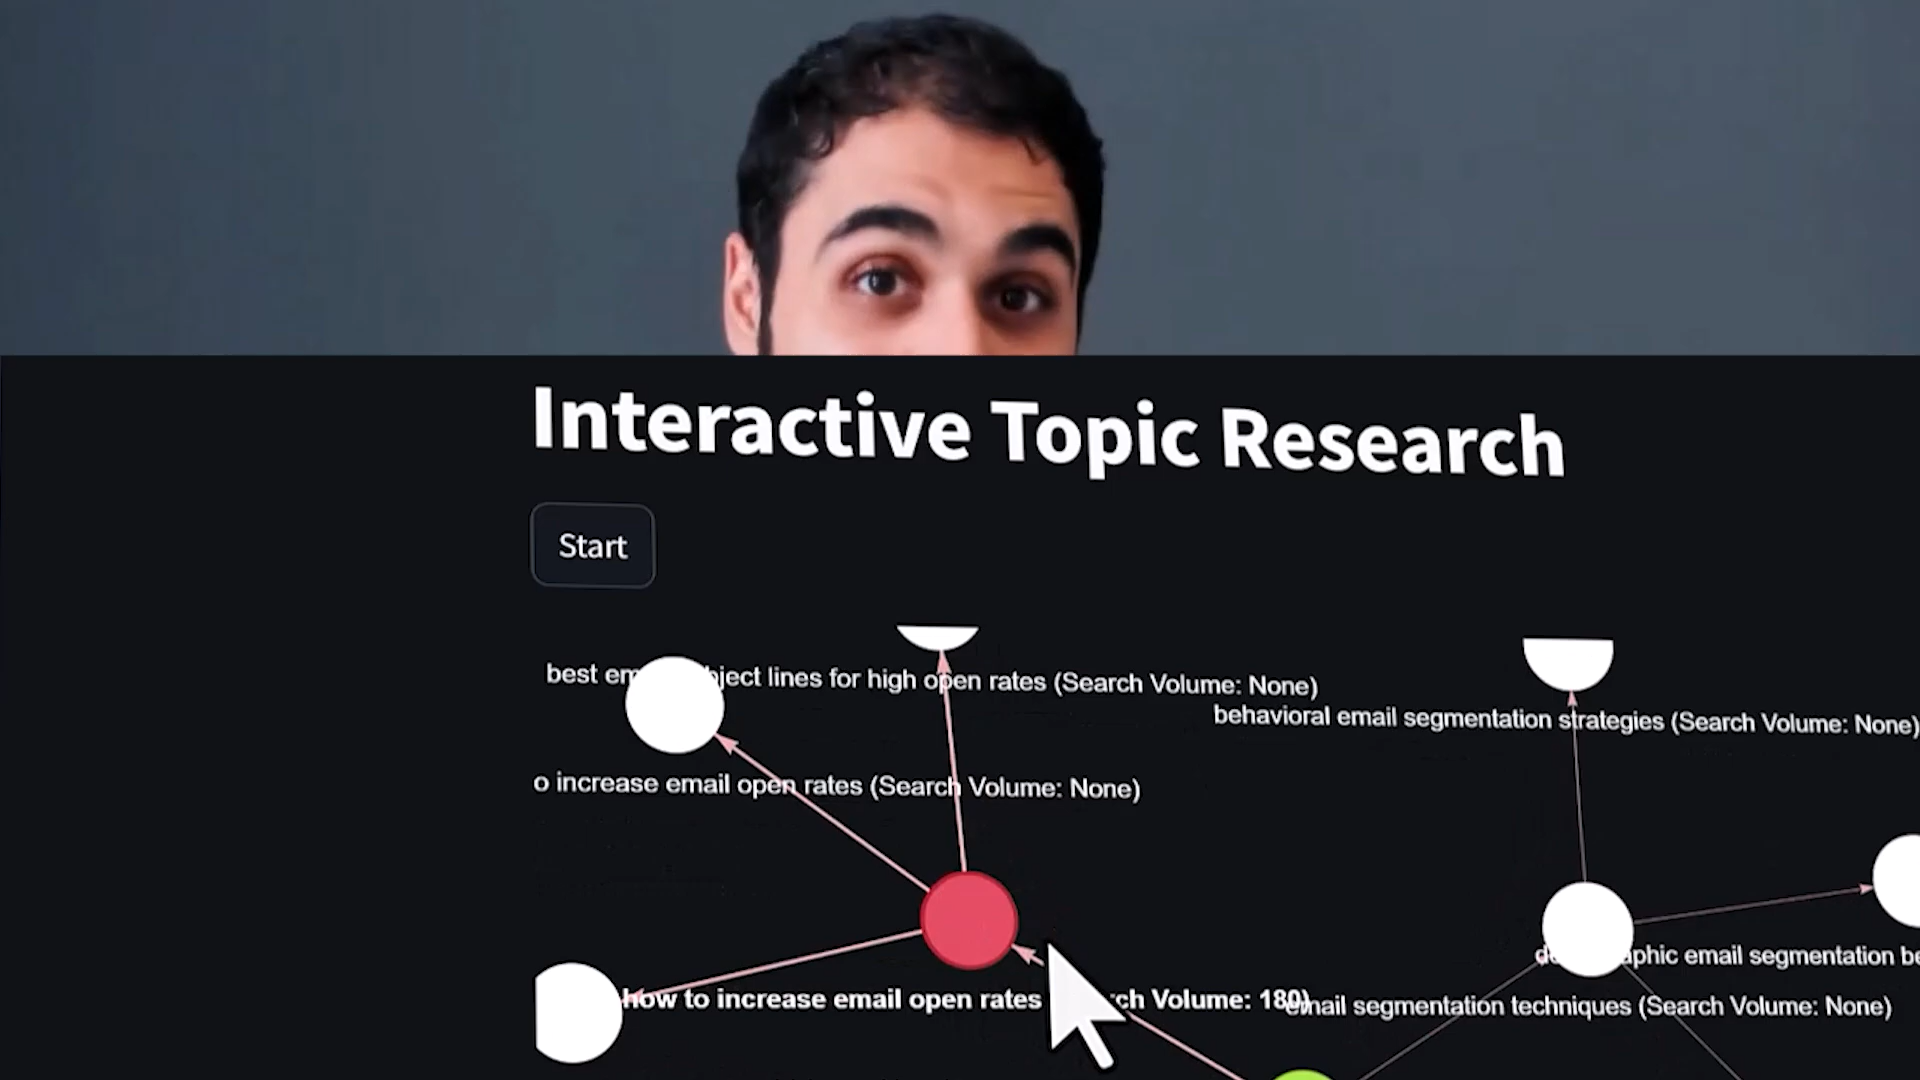 Interactive Topic Research
Start
best em ject lines for high open rates (Search Volume: None)
behavioral email segmentation strategies (Search Volume: None)
o increase email open rates (Search Volume: None)
aphic email segmentation be
how to increase email open rates ch Volume: 180)
email segmentation techniques (Search Volume: None)